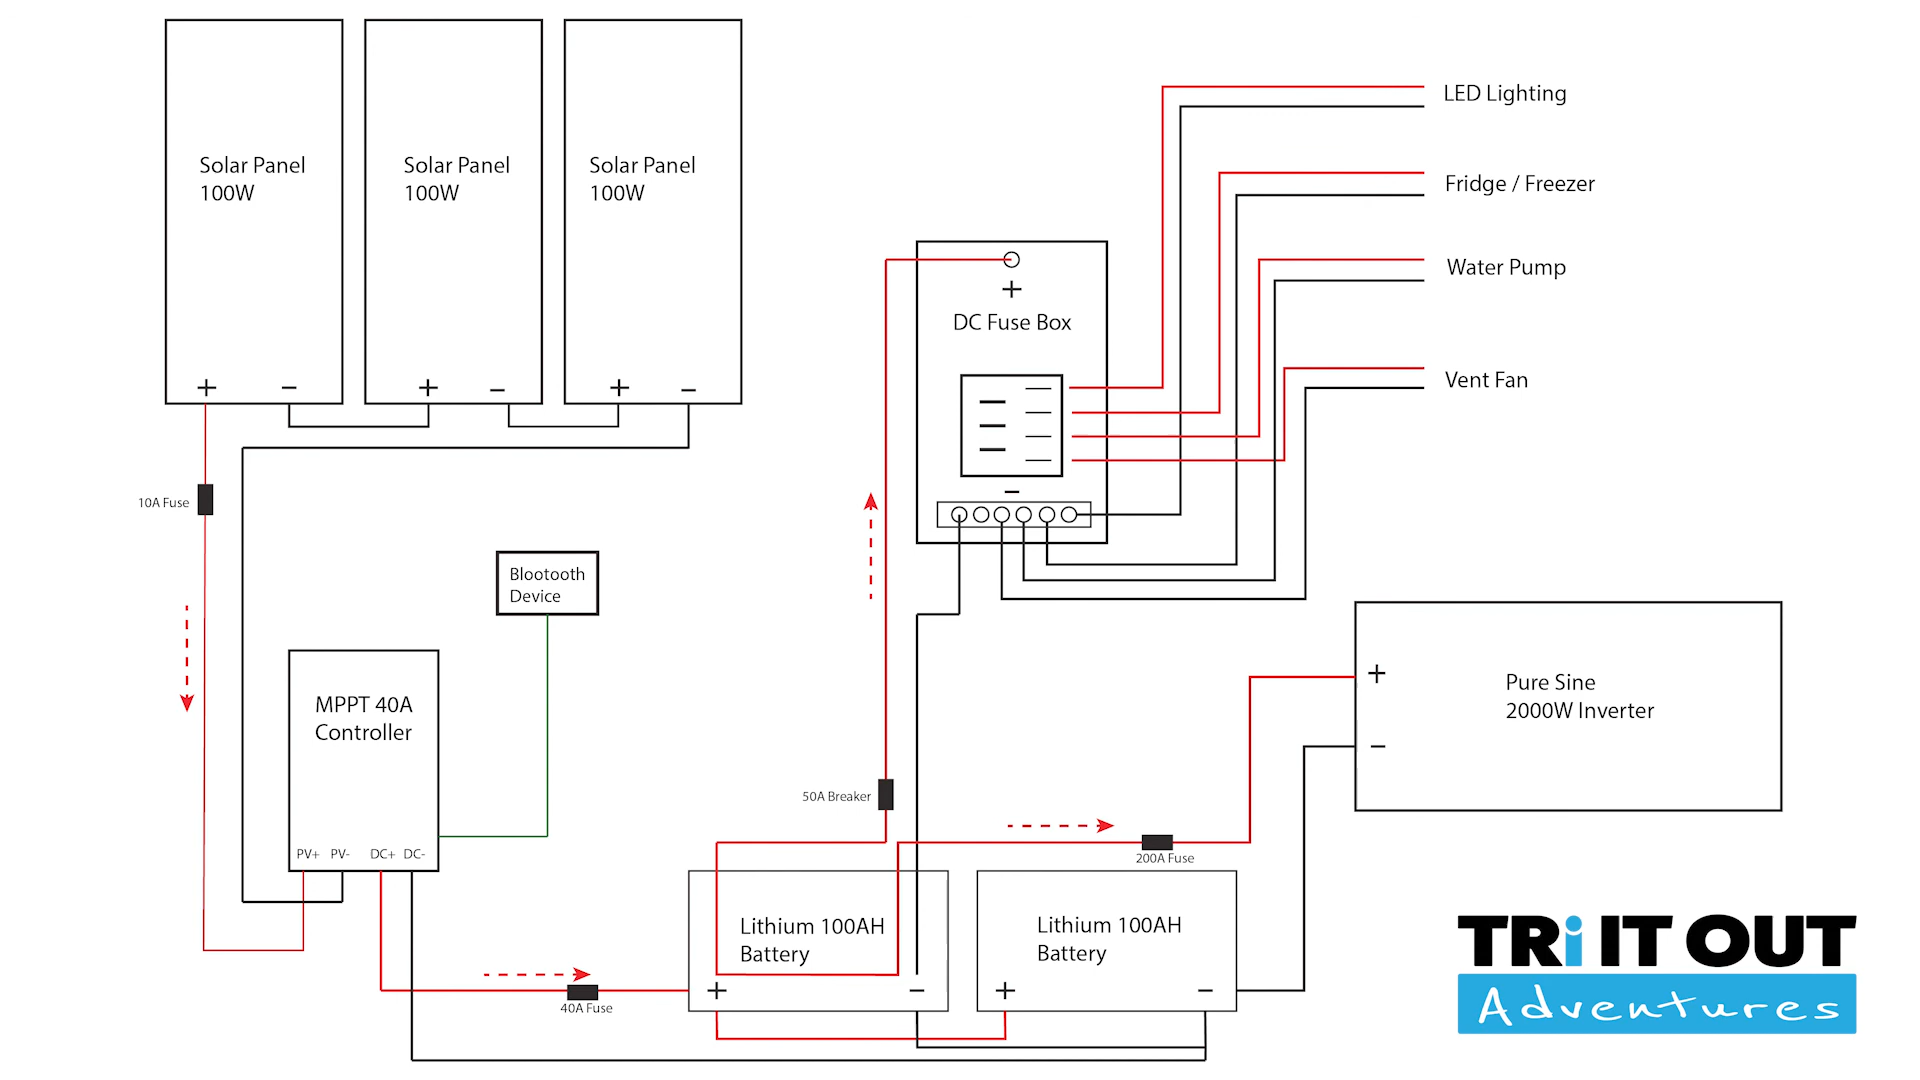 Solar Panel
100W
+ −
Solar Panel
100W
+ −
Solar Panel
100W
+ −
LED Lighting
Fridge / Freezer
Water Pump
Vent Fan
+
DC Fuse Box
−
10A Fuse
Blootooth
Device
MPPT 40A
Controller
PV+ PV- DC+ DC-
50A Breaker
200A Fuse
40A Fuse
+
Pure Sine
2000W Inverter
−
Lithium 100AH
Battery
+ −
Lithium 100AH
Battery
+ −
TRi IT OUT
Adventures